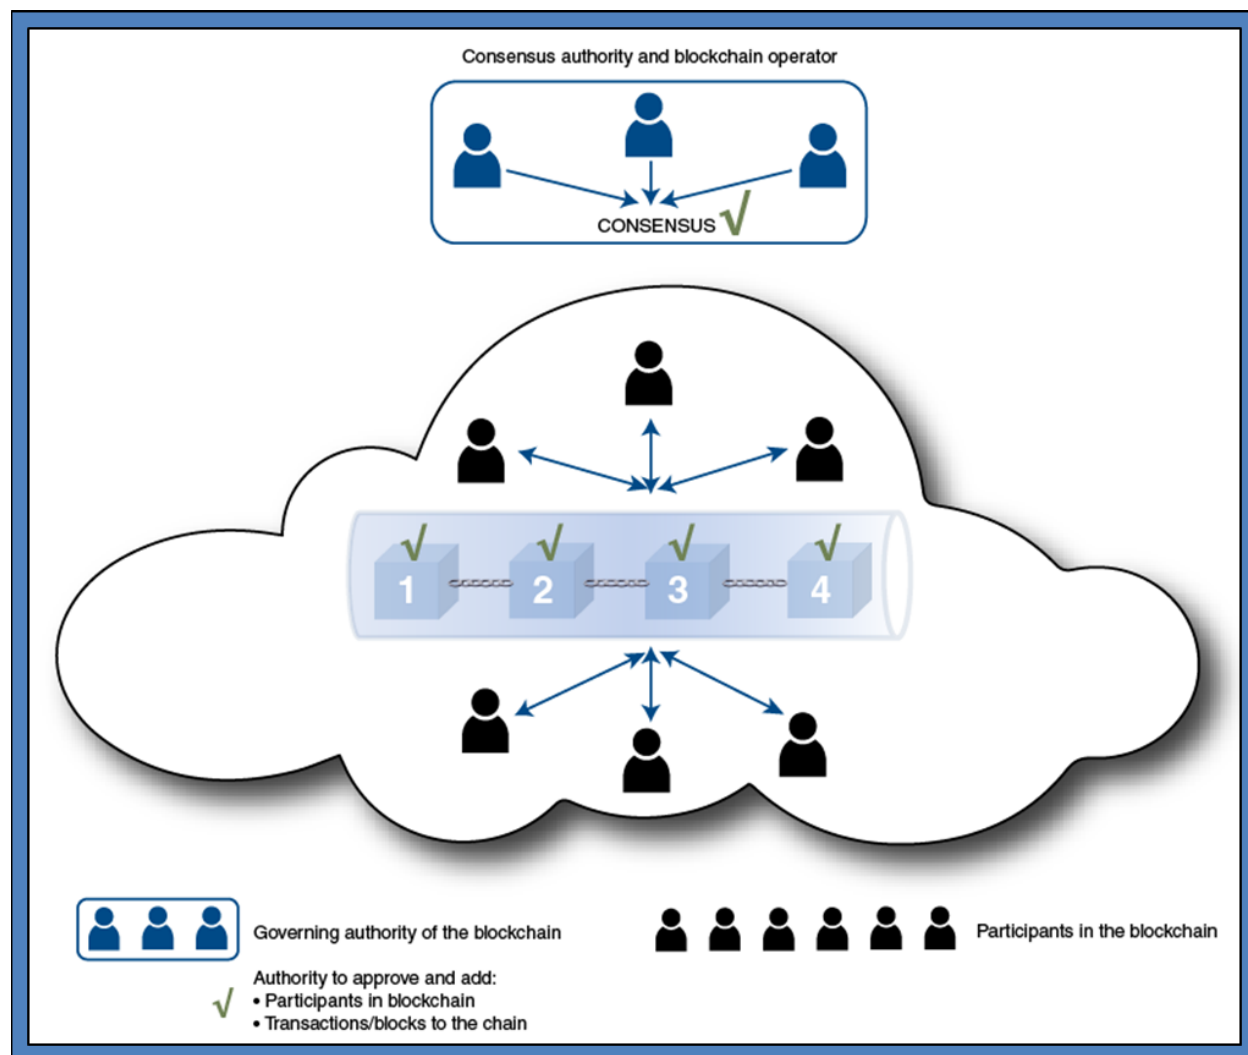 Consensus authority and blockchain operator
CONSENSUS √
√ √ √ √
1 2 3 4
Governing authority of the blockchain
Participants in the blockchain
√ Authority to approve and add:
• Participants in blockchain
• Transactions/blocks to the chain